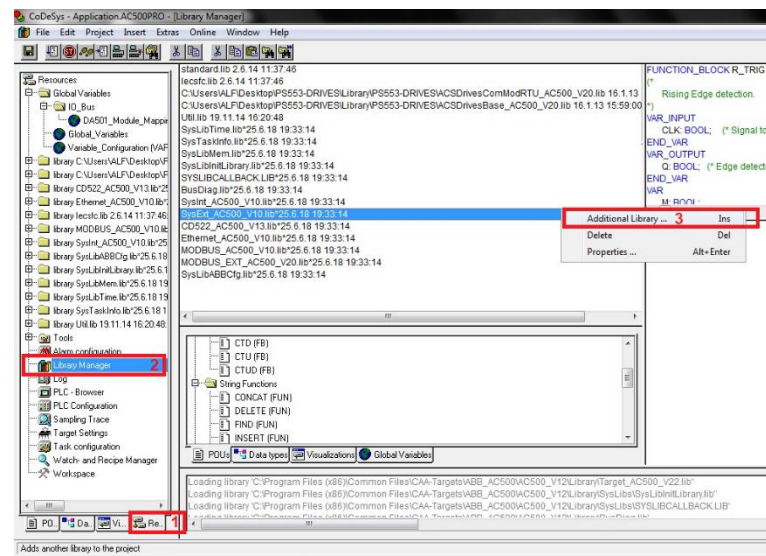 CoDeSys - Application.AC500PRO - [Library Manager]
File Edit Project Insert Extras Online Window Help
Resources
Global Variables
IO_Bus
DA501_Module_Mappin
Global_Variables
Variable_Configuration (VAF
library C:\Users\ALF\Desktop\F
library C:\Users\ALF\Desktop\F
library CD522_AC500_V13.lib*25
library Ethernet_AC500_V10.lib*
library Iecsfc.lib 2.6.14 11:37:46:
library MODBUS_AC500_V10.lib
library SysInt_AC500_V10.lib*25
library SysLibABBCfg.lib*25.6.18
library SysLibInitLibrary.lib*25.6.1
library SysLibMem.lib*25.6.18 19
library SysLibTime.lib*25.6.18 19
library SysTaskInfo.lib*25.6.18 1
library Util.lib 19.11.14 16:20:48:
Tools
Alarm configuration
Library Manager 2
Log
PLC - Browser
PLC Configuration
Sampling Trace
Target Settings
Task configuration
Watch- and Recipe Manager
Workspace
PO.. Da.. Vi.. Re.. 1
standard.lib 2.6.14 11:37:46
Iecsfc.lib 2.6.14 11:37:46
C:\Users\ALF\Desktop\PS553-DRIVES\Library\PS553-DRIVES\ACSDrivesComModRTU_AC500_V20.lib 16.1.13
C:\Users\ALF\Desktop\PS553-DRIVES\Library\PS553-DRIVES\ACSDrivesBase_AC500_V20.lib 16.1.13 15:59:00
Util.lib 19.11.14 16:20:48
SysLibTime.lib*25.6.18 19:33:14
SysTaskInfo.lib*25.6.18 19:33:14
SysLibMem.lib*25.6.18 19:33:14
SysLibInitLibrary.lib*25.6.18 19:33:14
SYSLIBCALLBACK.LIB*25.6.18 19:33:14
BusDiag.lib*25.6.18 19:33:14
SysInt_AC500_V10.lib*25.6.18 19:33:14
SysExt_AC500_V10.lib*25.6.18 19:33:14
CD522_AC500_V13.lib*25.6.18 19:33:14
Ethernet_AC500_V10.lib*25.6.18 19:33:14
MODBUS_AC500_V10.lib*25.6.18 19:33:14
MODBUS_EXT_AC500_V20.lib*25.6.18 19:33:14
SysLibABBCfg.lib*25.6.18 19:33:14
FUNCTION_BLOCK R_TRIG
(*
Rising Edge detection.
*)
VAR_INPUT
CLK: BOOL; (* Signal to
END_VAR
VAR_OUTPUT
Q: BOOL; (* Edge detect
END_VAR
VAR
M: BOOL
Additional Library ... 3 Ins
Delete Del
Properties ... Alt+Enter
CTD (FB)
CTU (FB)
CTUD (FB)
String Functions
CONCAT (FUN)
DELETE (FUN)
FIND (FUN)
INSERT (FUN)
POUs Data types Visualizations Global Variables
Loading library 'C:\Program Files (x86)\Common Files\CAA-Targets\ABB_AC500\AC500_V12\Library\Target_AC500_V22.lib'
Loading library 'C:\Program Files (x86)\Common Files\CAA-Targets\ABB_AC500\AC500_V12\Library\SysLibs\SysLibInitLibrary.lib'
Loading library 'C:\Program Files (x86)\Common Files\CAA-Targets\ABB_AC500\AC500_V12\Library\SysLibs\SYSLIBCALLBACK.LIB'
Adds another library to the project